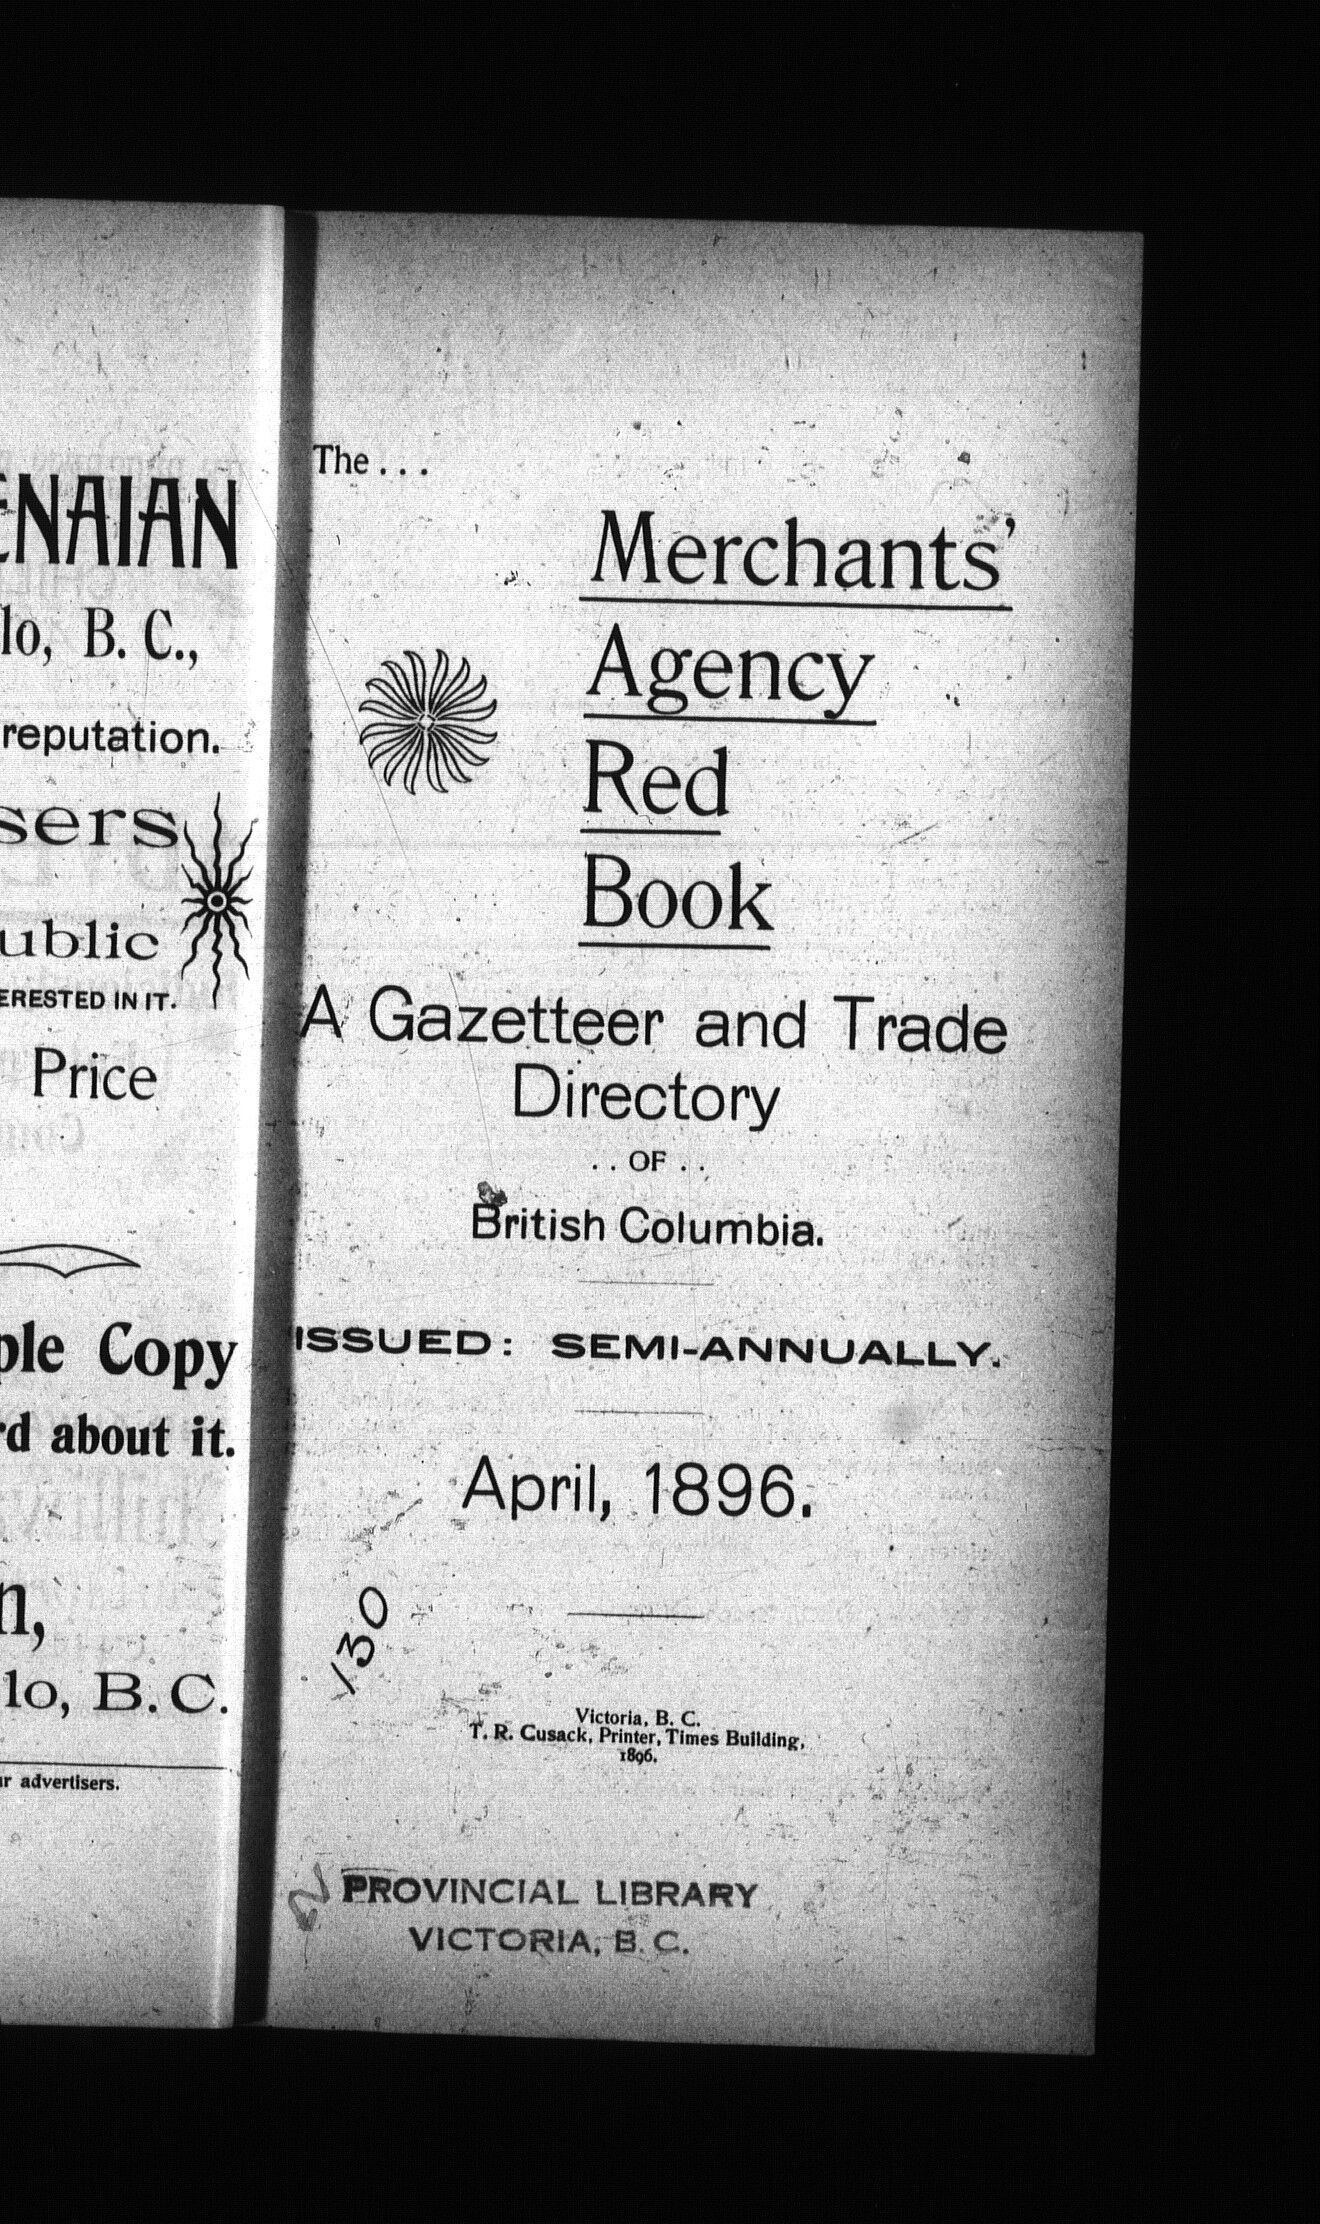 ENAIAN
lo, B. C.,
reputation.
sers
ublic
ERESTED IN IT.
Price
ple Copy
rd about it.
n,
lo, B. C.
ur advertisers.
The . . .
Merchants'
Agency
Red
Book
A Gazetteer and Trade
Directory
. . OF . .
British Columbia.
ISSUED: SEMI-ANNUALLY.
April, 1896.
130
Victoria, B. C.
T. R. Cusack, Printer, Times Building,
1896.
PROVINCIAL LIBRARY
VICTORIA, B. C.